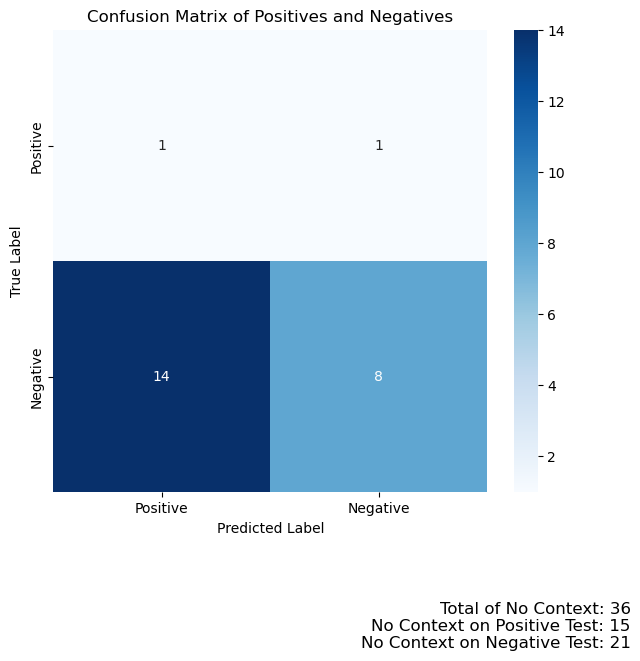 Confusion Matrix of Positives and Negatives
14
12
10
8
6
4
2
True Label
Positive
Negative
1
1
14
8
Positive
Negative
Predicted Label
Total of No Context: 36
No Context on Positive Test: 15
No Context on Negative Test: 21